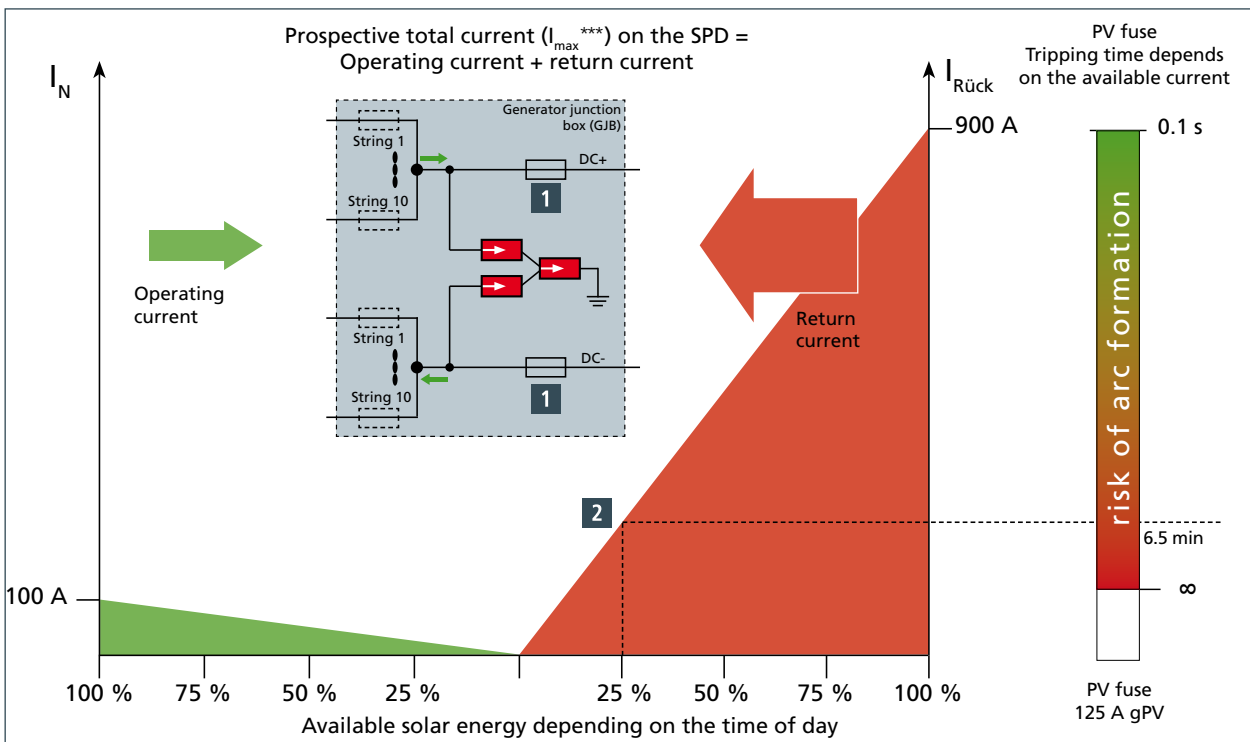 Prospective total current (Imax***) on the SPD =
Operating current + return current
PV fuse
Tripping time depends
on the available current
IN
IRück
Generator junction
box (GJB)
String 1
DC+
1
String 10
900 A
0.1 s
Operating
current
String 1
DC-
1
String 10
Return
current
risk of arc formation
2
6.5 min
∞
100 A
100 %
75 %
50 %
25 %
25 %
50 %
75 %
100 %
Available solar energy depending on the time of day
PV fuse
125 A gPV